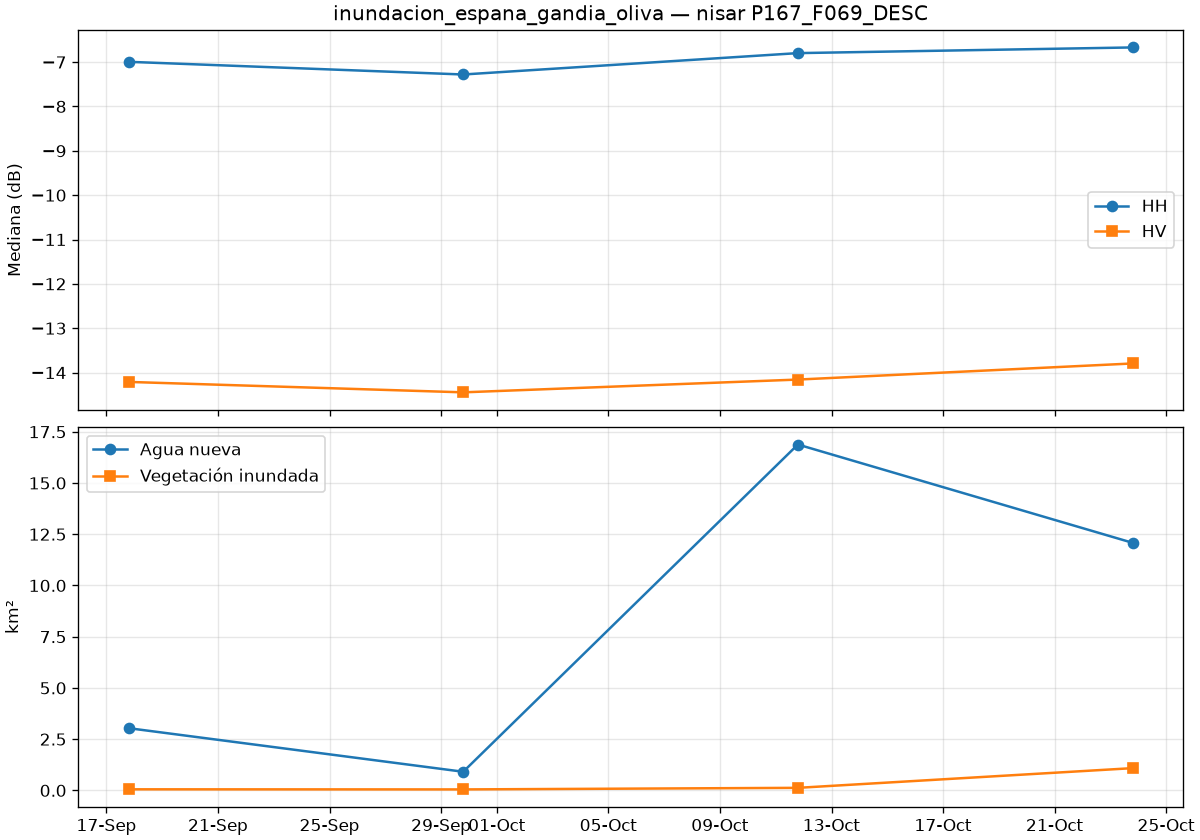 inundacion_espana_gandia_oliva — nisar P167_F069_DESC
−7
−8
−9
−10
−11
−12
−13
−14
Mediana (dB)
HH
HV
17.5
15.0
12.5
10.0
7.5
5.0
2.5
0.0
km²
Agua nueva
Vegetación inundada
17-Sep 21-Sep 25-Sep 29-Sep 01-Oct 05-Oct 09-Oct 13-Oct 17-Oct 21-Oct 25-Oct